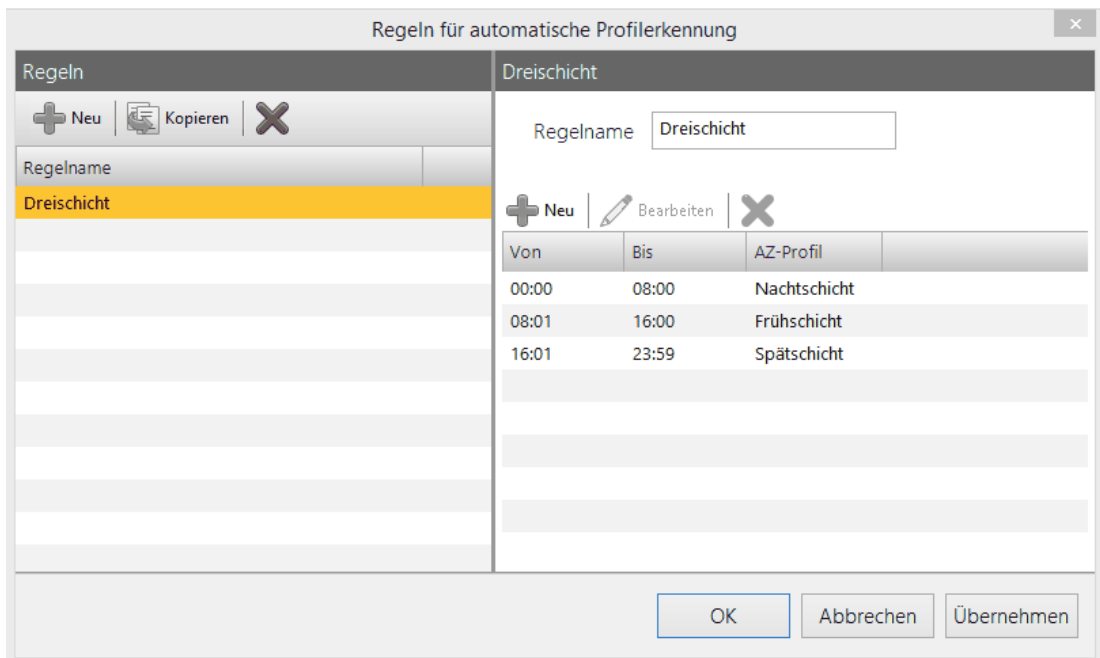 Regeln für automatische Profilerkennung
Regeln
Neu Kopieren
Regelname
Dreischicht
Dreischicht
Regelname Dreischicht
Neu Bearbeiten
Von Bis AZ-Profil
00:00 08:00 Nachtschicht
08:01 16:00 Frühschicht
16:01 23:59 Spätschicht
OK Abbrechen Übernehmen